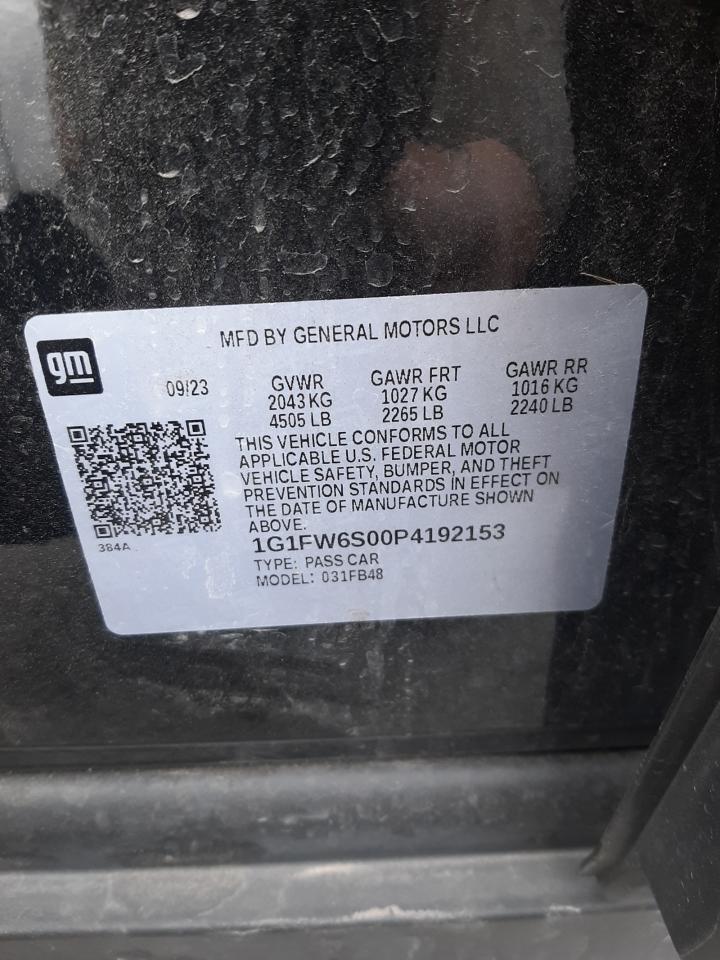 MFD BY GENERAL MOTORS LLC
gm
09/23
GVWR
2043 KG
4505 LB
GAWR FRT
1027 KG
2265 LB
GAWR RR
1016 KG
2240 LB
THIS VEHICLE CONFORMS TO ALL
APPLICABLE U.S. FEDERAL MOTOR
VEHICLE SAFETY, BUMPER, AND THEFT
PREVENTION STANDARDS IN EFFECT ON
THE DATE OF MANUFACTURE SHOWN
ABOVE.
384A
1G1FW6S00P4192153
TYPE: PASS CAR
MODEL: 031FB48